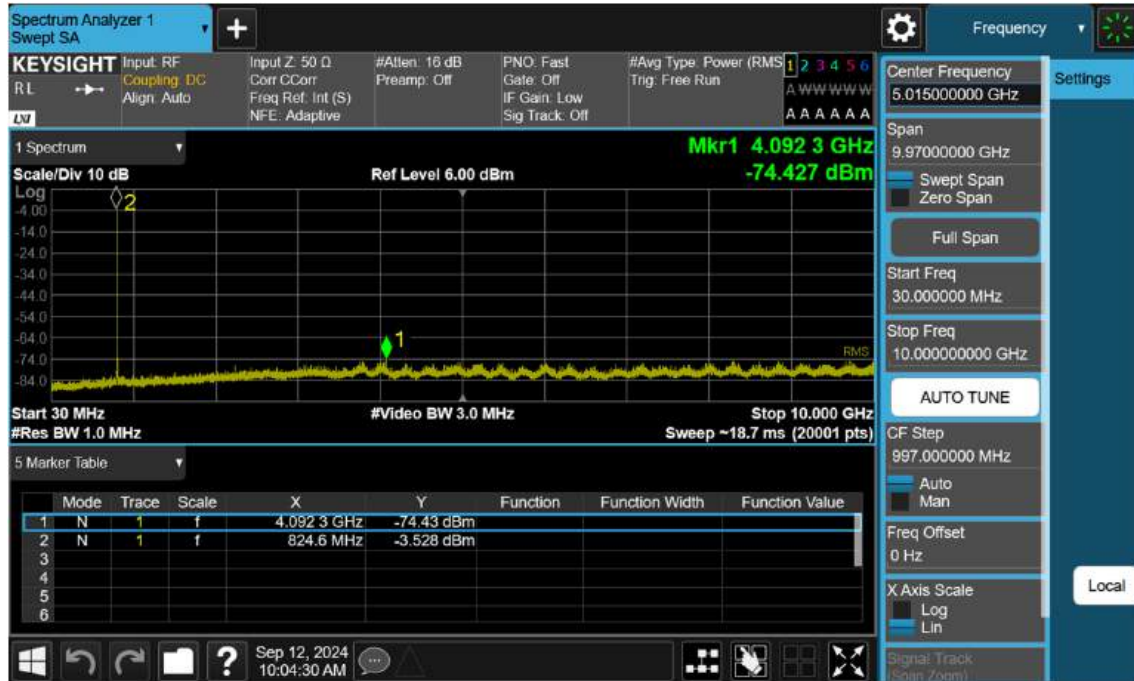 Spectrum Analyzer 1
Swept SA
Frequency
KEYSIGHT
RL
LXI
Input: RF
Coupling: DC
Align: Auto
Input Z: 50 Ω
Corr CCorr
Freq Ref: Int (S)
NFE: Adaptive
#Atten: 16 dB
Preamp: Off
PNO: Fast
Gate: Off
IF Gain: Low
Sig Track: Off
#Avg Type: Power (RMS
Trig: Free Run
1 2 3 4 5 6
A W W W W W
A A A A A A
1 Spectrum
Mkr1 4.092 3 GHz
-74.427 dBm
Scale/Div 10 dB
Ref Level 6.00 dBm
Log
-4.00
-14.0
-24.0
-34.0
-44.0
-54.0
-64.0
-74.0
-84.0
2
1
RMS
Start 30 MHz
#Video BW 3.0 MHz
Stop 10.000 GHz
#Res BW 1.0 MHz
Sweep ~18.7 ms (20001 pts)
5 Marker Table
Mode Trace Scale X Y Function Function Width Function Value
1 N 1 f 4.092 3 GHz -74.43 dBm
2 N 1 f 824.6 MHz -3.528 dBm
3
4
5
6
Sep 12, 2024
10:04:30 AM
Center Frequency
5.015000000 GHz
Settings
Span
9.97000000 GHz
Swept Span
Zero Span
Full Span
Start Freq
30.000000 MHz
Stop Freq
10.000000000 GHz
AUTO TUNE
CF Step
997.000000 MHz
Auto
Man
Freq Offset
0 Hz
X Axis Scale
Log
Lin
Local
Signal Track
(Span Zoom)